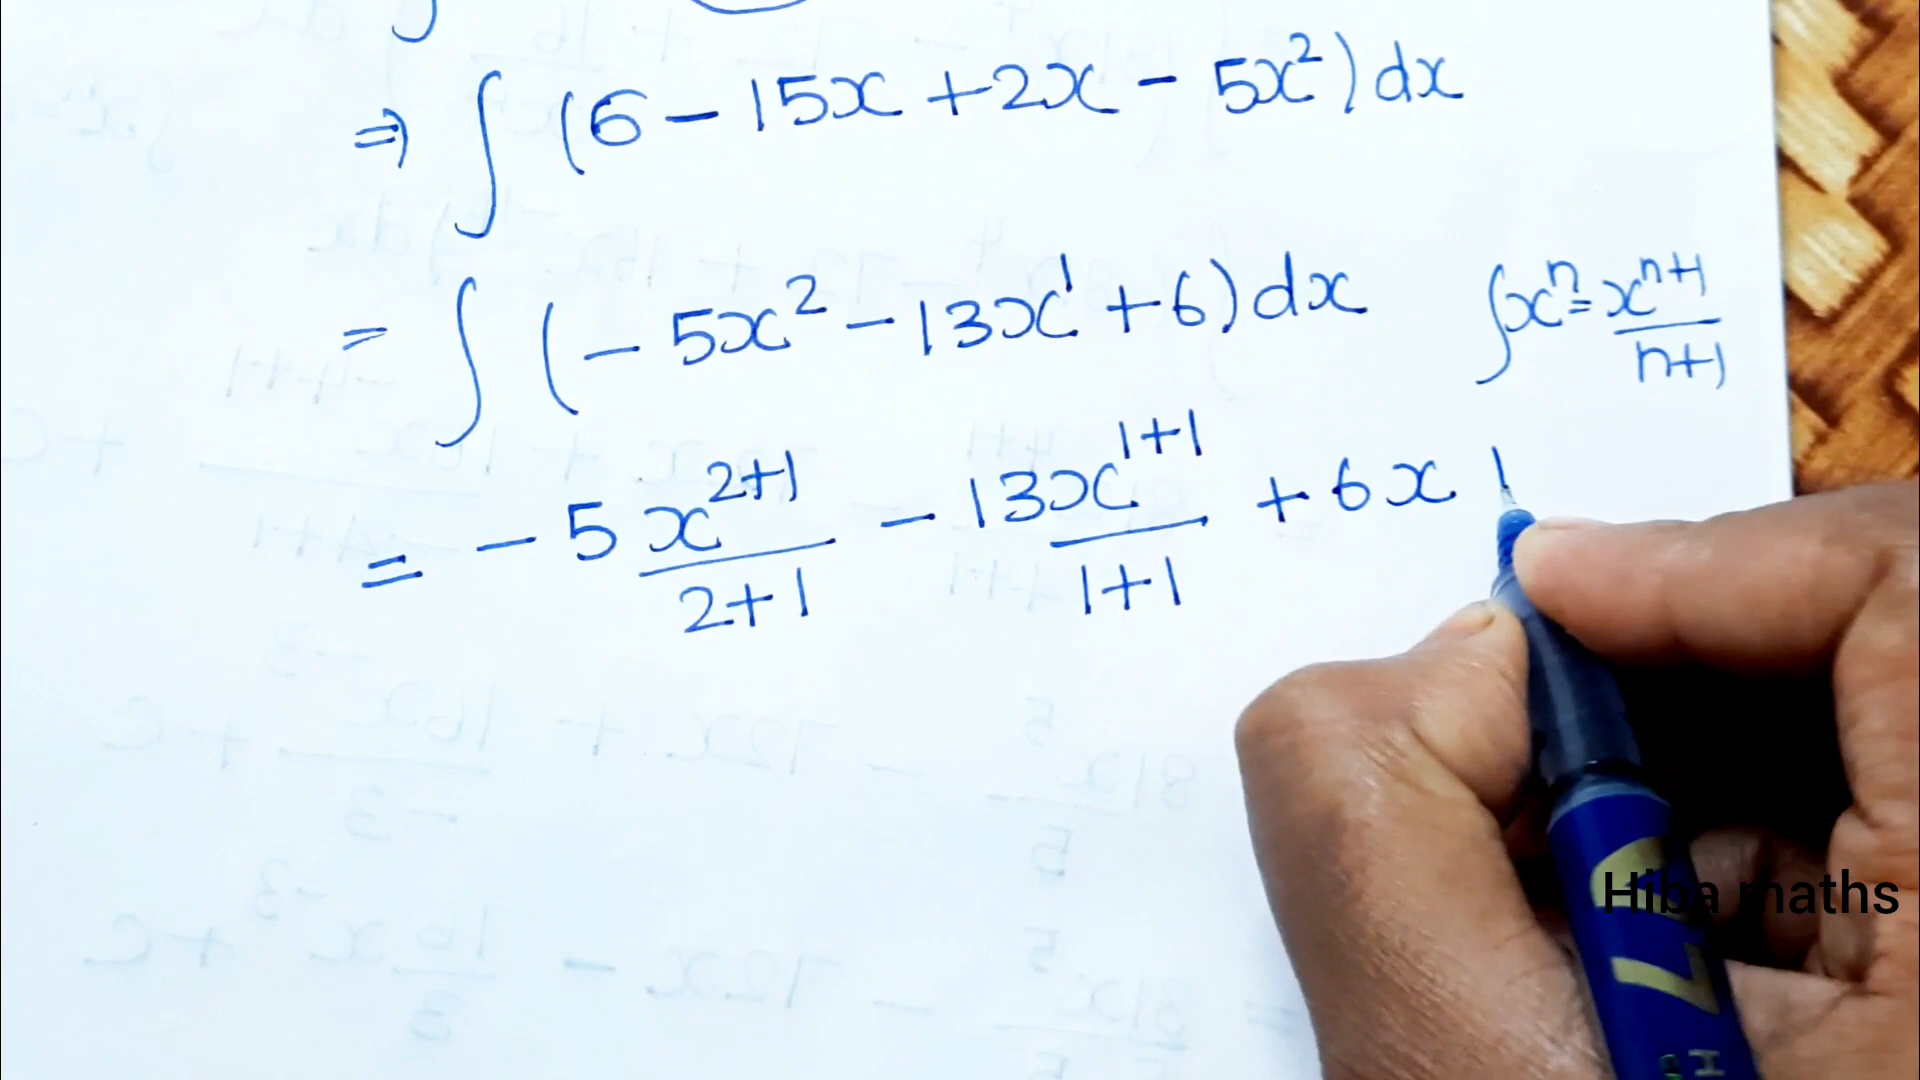 ⇒ ∫ (6 − 15x + 2x − 5x²) dx
= ∫ (− 5x² − 13x¹ + 6) dx
∫xⁿ = xⁿ⁺¹/n+1
= − 5 x²⁺¹/2+1 − 13x¹⁺¹/1+1 + 6x
Hiba maths